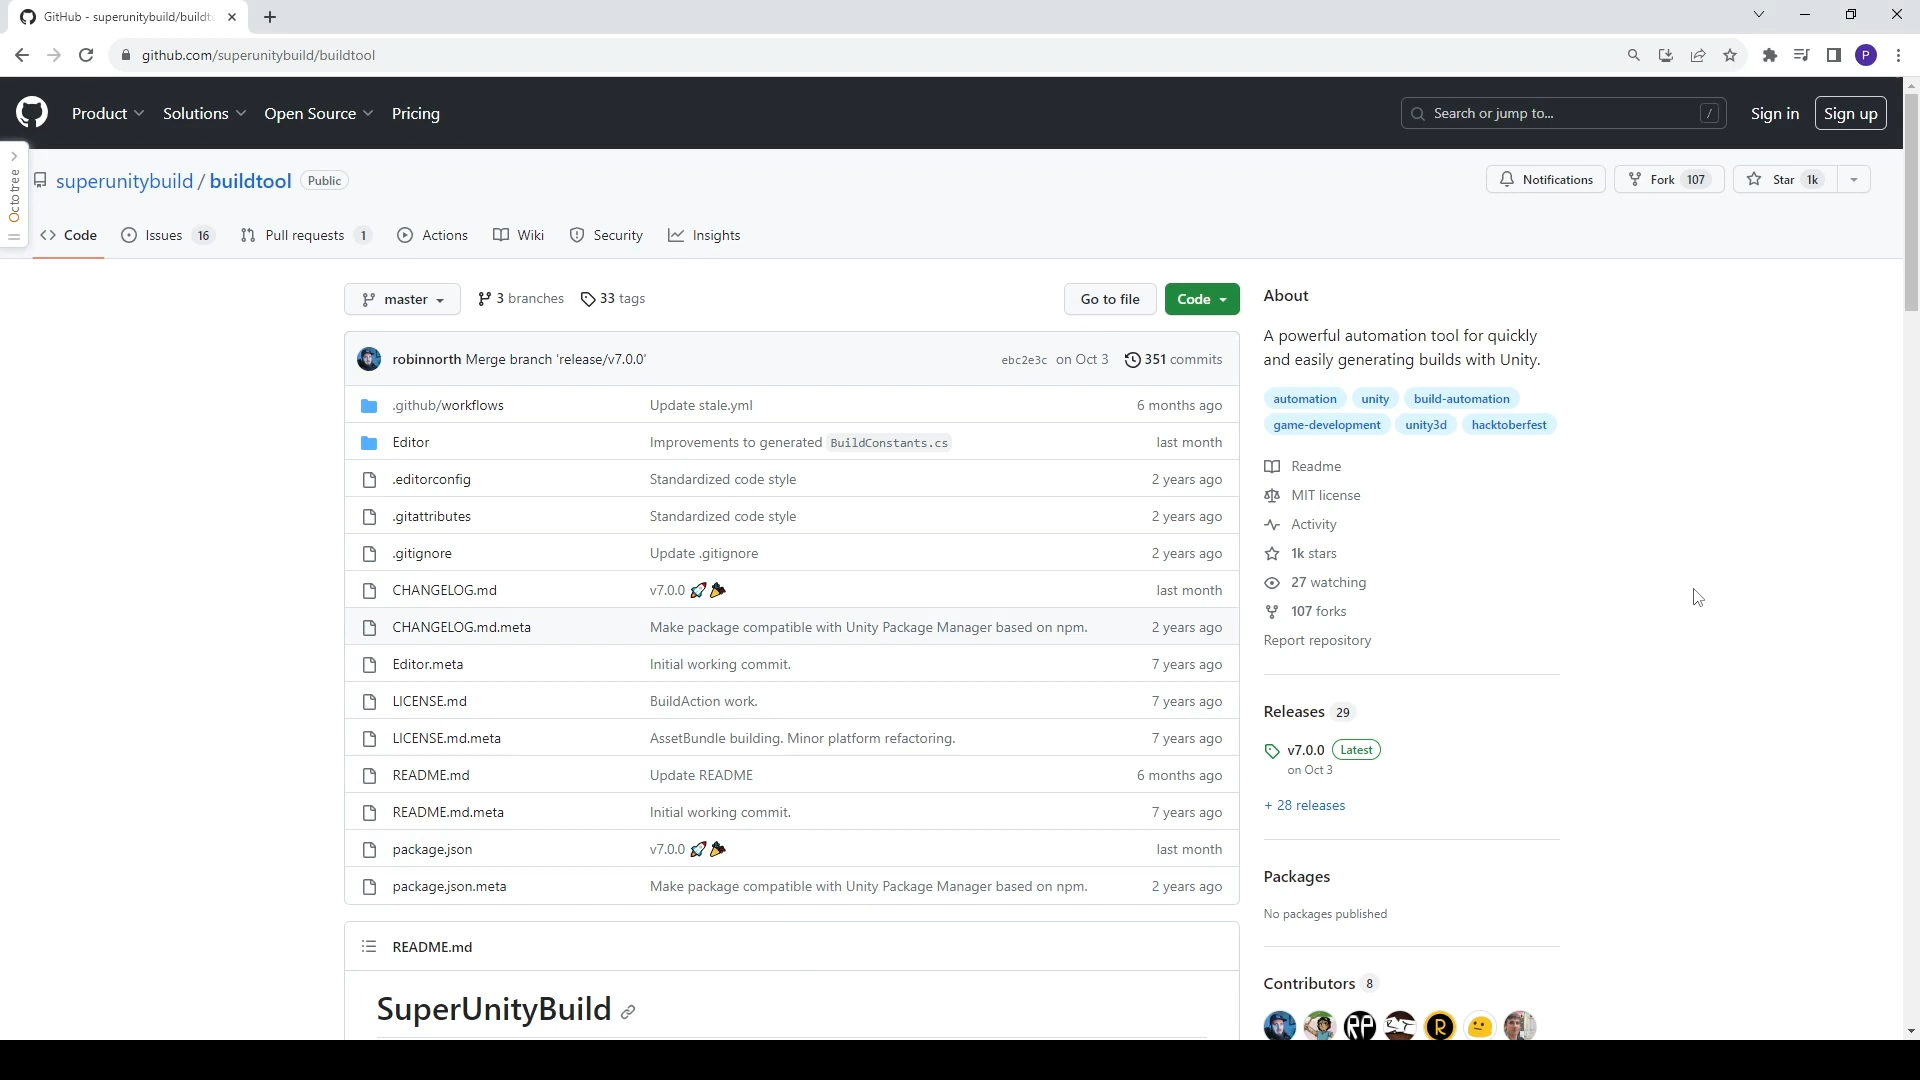 GitHub - superunitybuild/buildt
github.com/superunitybuild/buildtool
P
Product
Solutions
Open Source
Pricing
Search or jump to...
/
Sign in
Sign up
Octotree
superunitybuild / buildtool
Public
Notifications
Fork 107
Star 1k
Code
Issues 16
Pull requests 1
Actions
Wiki
Security
Insights
master
3 branches
33 tags
Go to file
Code
robinnorth Merge branch 'release/v7.0.0'
ebc2e3c on Oct 3
351 commits
.github/workflows Update stale.yml 6 months ago
Editor Improvements to generated BuildConstants.cs last month
.editorconfig Standardized code style 2 years ago
.gitattributes Standardized code style 2 years ago
.gitignore Update .gitignore 2 years ago
CHANGELOG.md v7.0.0 🚀 🎉 last month
CHANGELOG.md.meta Make package compatible with Unity Package Manager based on npm. 2 years ago
Editor.meta Initial working commit. 7 years ago
LICENSE.md BuildAction work. 7 years ago
LICENSE.md.meta AssetBundle building. Minor platform refactoring. 7 years ago
README.md Update README 6 months ago
README.md.meta Initial working commit. 7 years ago
package.json v7.0.0 🚀 🎉 last month
package.json.meta Make package compatible with Unity Package Manager based on npm. 2 years ago
README.md
SuperUnityBuild
About
A powerful automation tool for quickly
and easily generating builds with Unity.
automation unity build-automation
game-development unity3d hacktoberfest
Readme
MIT license
Activity
1k stars
27 watching
107 forks
Report repository
Releases 29
v7.0.0 Latest
on Oct 3
+ 28 releases
Packages
No packages published
Contributors 8
RP
R